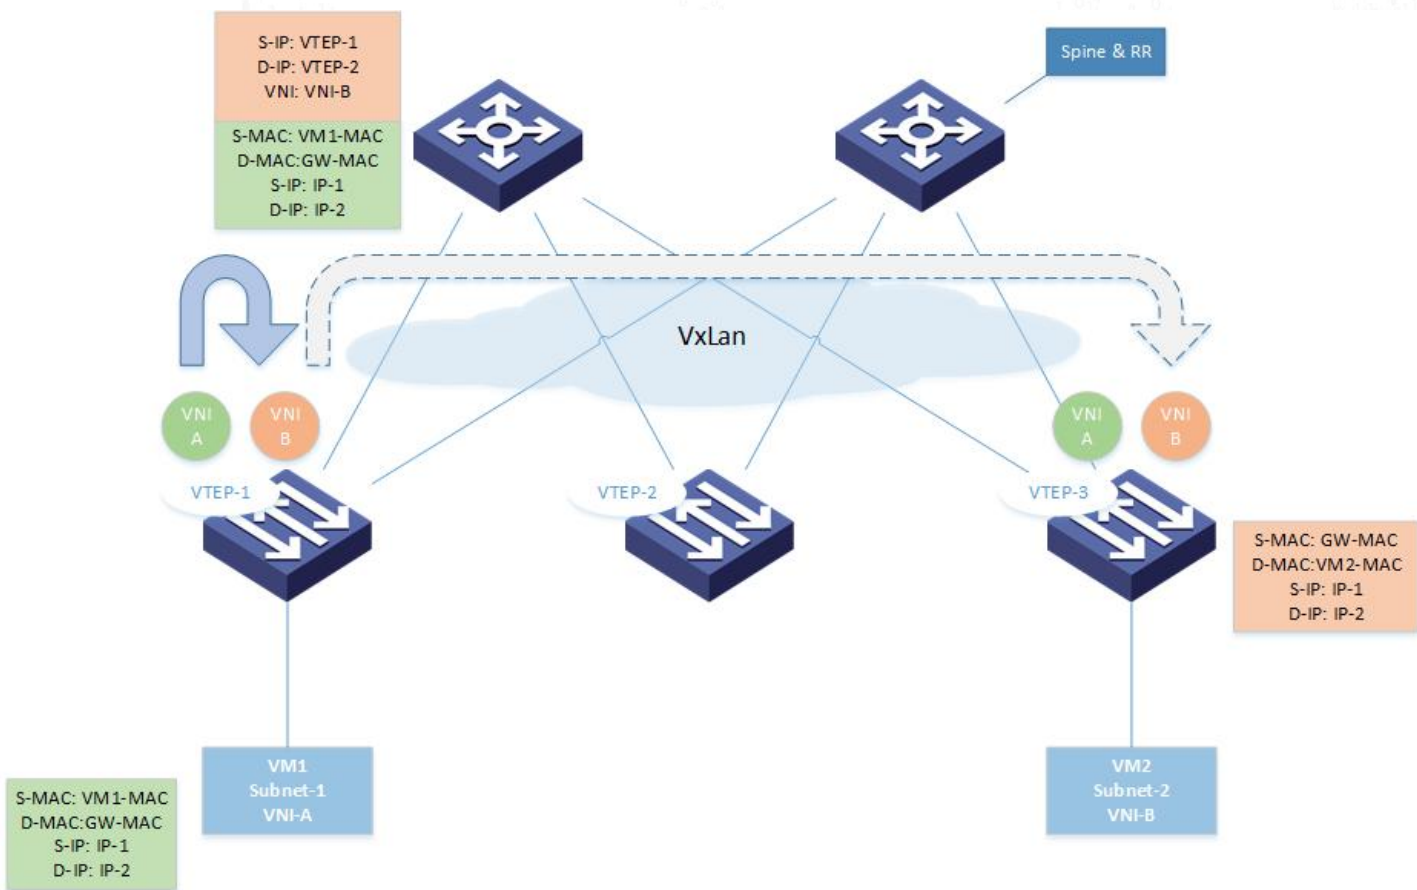 S-IP: VTEP-1
D-IP: VTEP-2
VNI: VNI-B
S-MAC: VM1-MAC
D-MAC:GW-MAC
S-IP: IP-1
D-IP: IP-2
Spine & RR
VxLan
VNI
A
VNI
B
VNI
A
VNI
B
VTEP-1
VTEP-2
VTEP-3
S-MAC: GW-MAC
D-MAC:VM2-MAC
S-IP: IP-1
D-IP: IP-2
VM1
Subnet-1
VNI-A
VM2
Subnet-2
VNI-B
S-MAC: VM1-MAC
D-MAC:GW-MAC
S-IP: IP-1
D-IP: IP-2